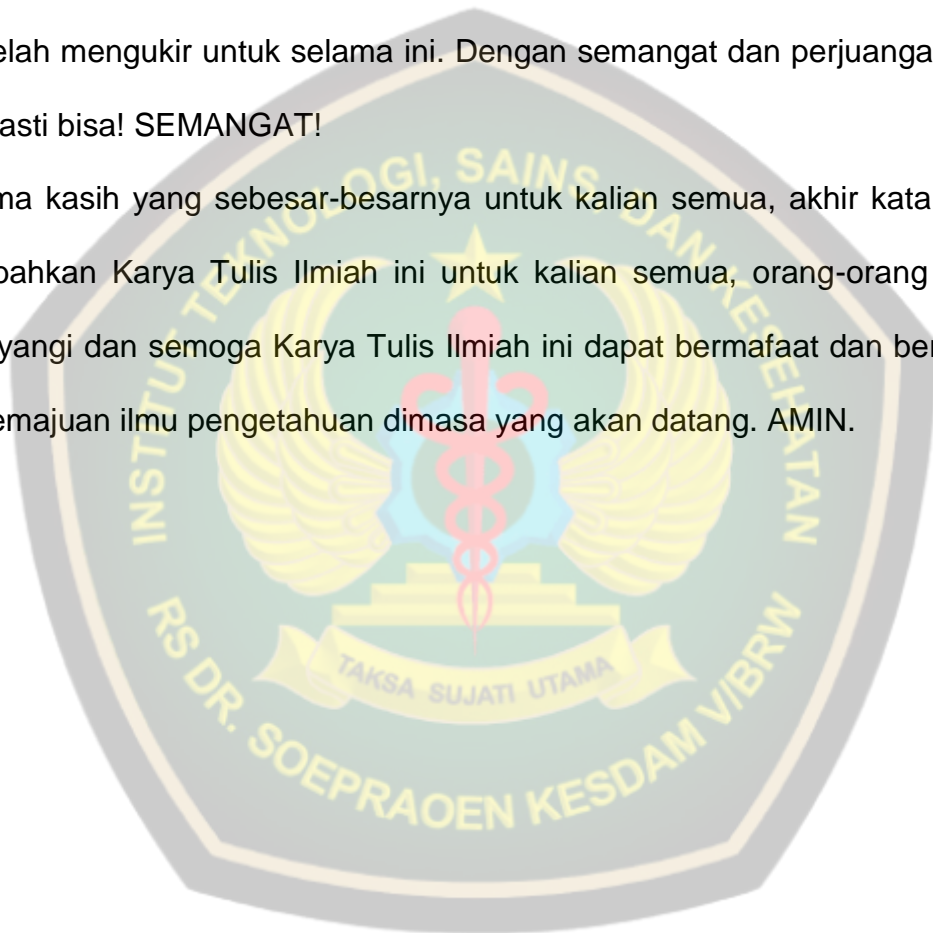 elah mengukir untuk selama ini. Dengan semangat dan perjuanga
asti bisa! SEMANGAT!
ma kasih yang sebesar-besarnya untuk kalian semua, akhir kata
bahkan Karya Tulis Ilmiah ini untuk kalian semua, orang-orang
yangi dan semoga Karya Tulis Ilmiah ini dapat bermafaat dan ber
emajuan ilmu pengetahuan dimasa yang akan datang. AMIN.
INSTITUT TEKNOLOGI, SAINS, DAN KESEHATAN
TAKSA SUJATI UTAMA
RS DR. SOEPRAOEN KESDAM V/BRW